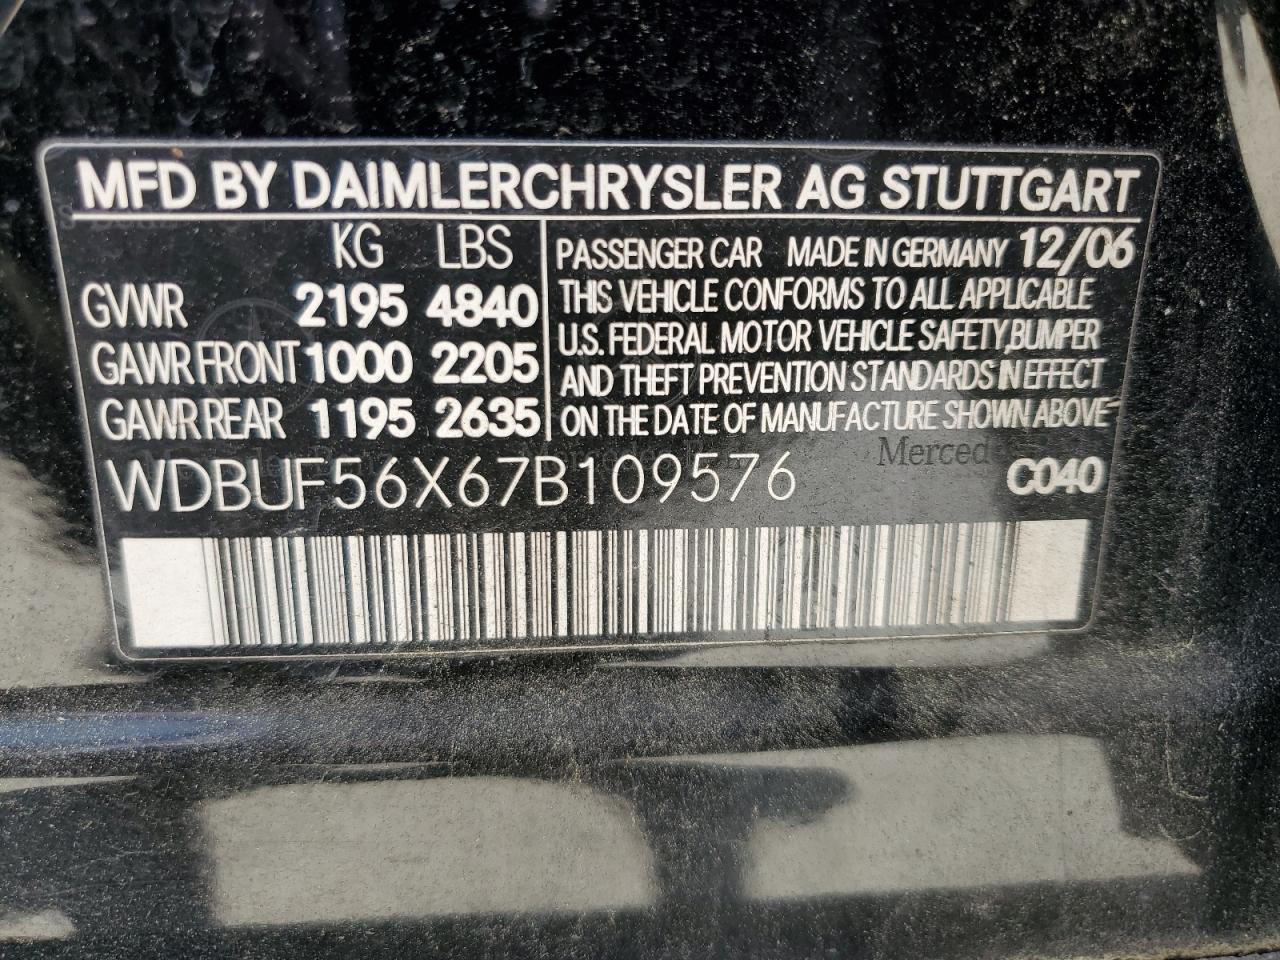 MFD BY DAIMLERCHRYSLER AG STUTTGART
KG LBS
GVWR 2195 4840
GAWR FRONT 1000 2205
GAWR REAR 1195 2635
PASSENGER CAR MADE IN GERMANY 12/06
THIS VEHICLE CONFORMS TO ALL APPLICABLE
U.S. FEDERAL MOTOR VEHICLE SAFETY, BUMPER
AND THEFT PREVENTION STANDARDS IN EFFECT
ON THE DATE OF MANUFACTURE SHOWN ABOVE
WDBUF56X67B109576
C040